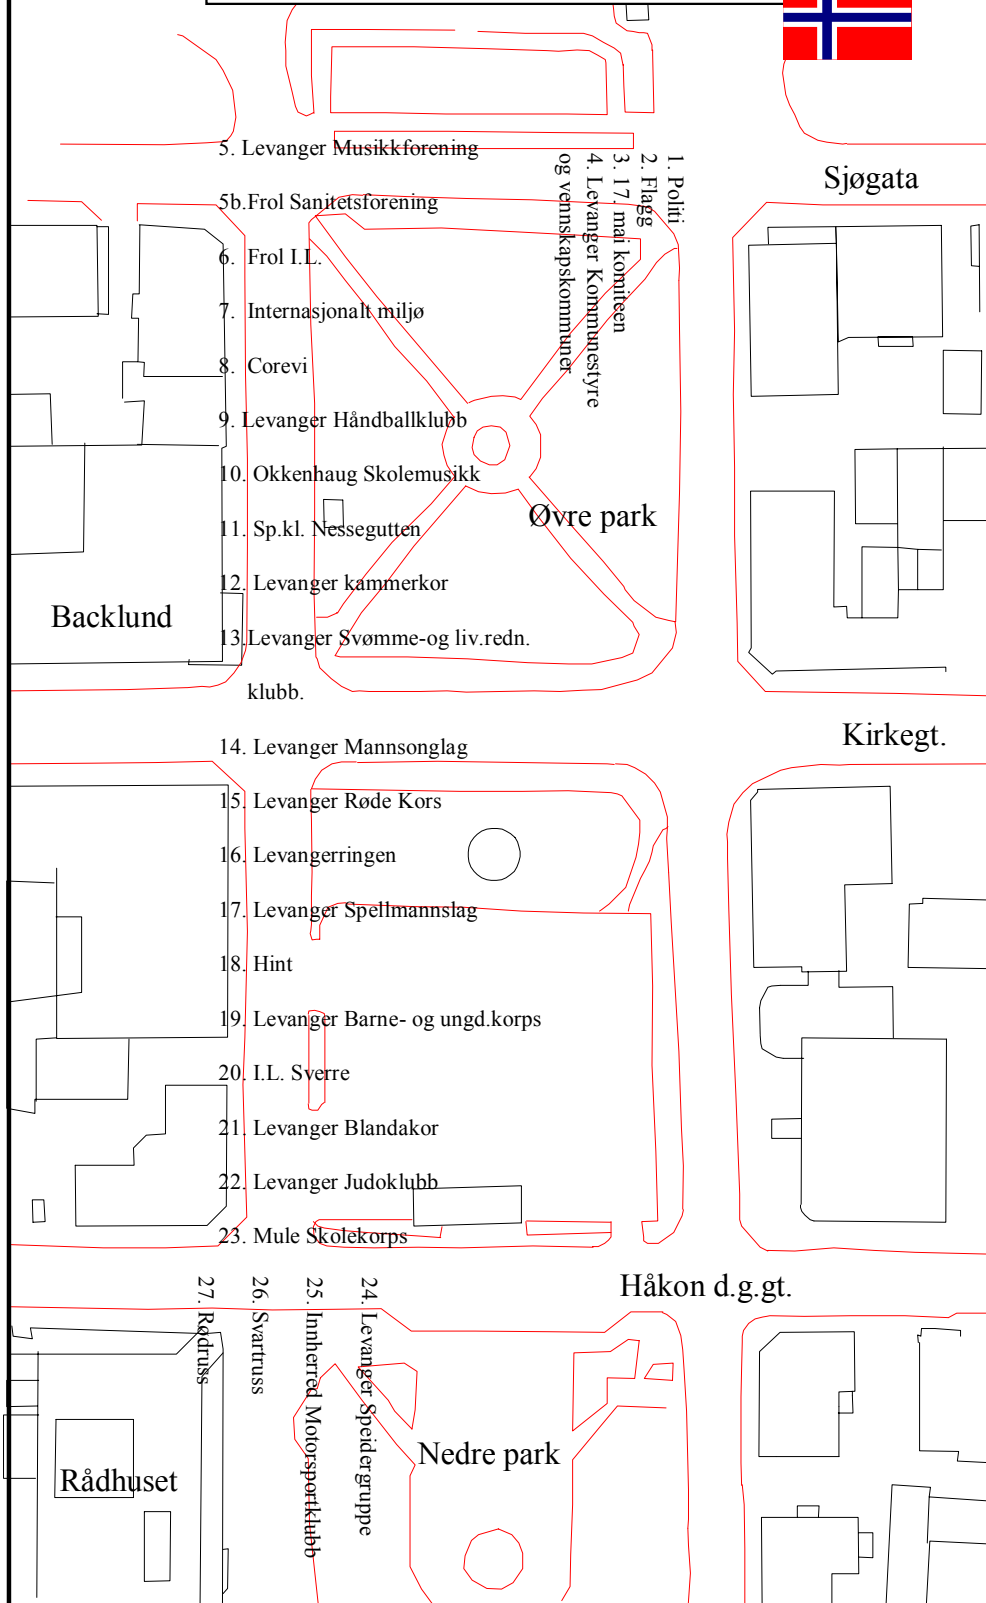 1. Politi
2. Flagg
3. 17. mai komiteen
4. Levanger Kommunestyre
og vennskapskommuner
Sjøgata
5. Levanger Musikkforening
5b.Frol Sanitetsforening
6. Frol I.L.
7. Internasjonalt miljø
8. Corevi
9. Levanger Håndballklubb
10. Okkenhaug Skolemusikk
11. Sp.kl. Nessegutten
Øvre park
12. Levanger kammerkor
Backlund
13.Levanger Svømme-og liv.redn.
klubb.
Kirkegt.
14. Levanger Mannsonglag
15. Levanger Røde Kors
16. Levangerringen
17. Levanger Spellmannslag
18. Hint
19. Levanger Barne- og ungd.korps
20. I.L. Sverre
21. Levanger Blandakor
22. Levanger Judoklubb
23. Mule Skolekorps
Håkon d.g.gt.
24. Levanger Speidergruppe
25. Innherred Motorsportklubb
26. Svartruss
27. Rødruss
Nedre park
Rådhuset